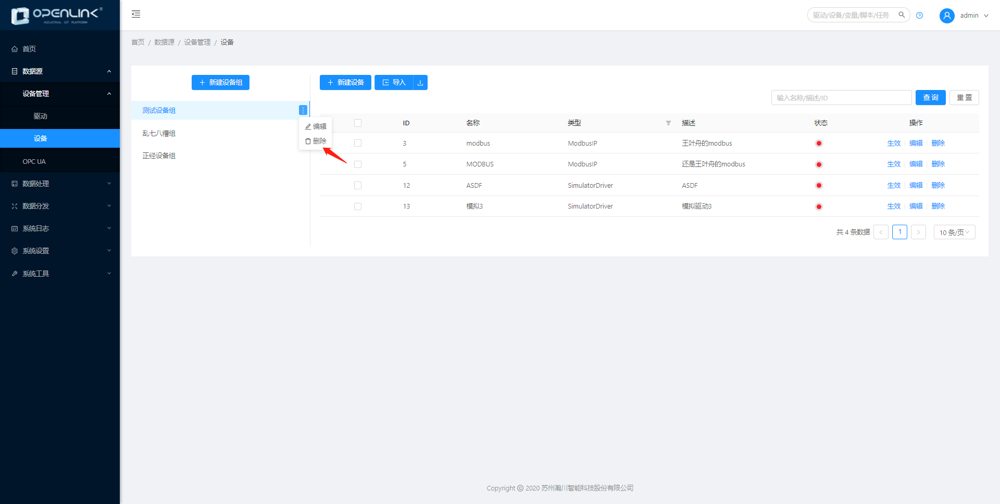 OPENLINK®
INDUSTRIAL IOT PLATFORM
驱动/设备/变量/脚本/任务
admin
首页
数据源
设备管理
驱动
设备
OPC UA
数据处理
数据分发
系统日志
系统设置
系统工具
首页 / 数据源 / 设备管理 / 设备
新建设备组
测试设备组
乱七八糟组
正经设备组
编辑
删除
新建设备 导入
输入名称/描述/ID 查 询 重 置
ID 名称 类型 描述 状态 操作
3 modbus ModbusIP 王叶舟的modbus 生效 编辑 删除
5 MODBUS ModbusIP 还是王叶舟的modbus 生效 编辑 删除
12 ASDF SimulatorDriver ASDF 生效 编辑 删除
13 模拟3 SimulatorDriver 模拟驱动3 生效 编辑 删除
共 4 条数据 < 1 > 10 条/页
Copyright © 2020 苏州瀚川智能科技股份有限公司